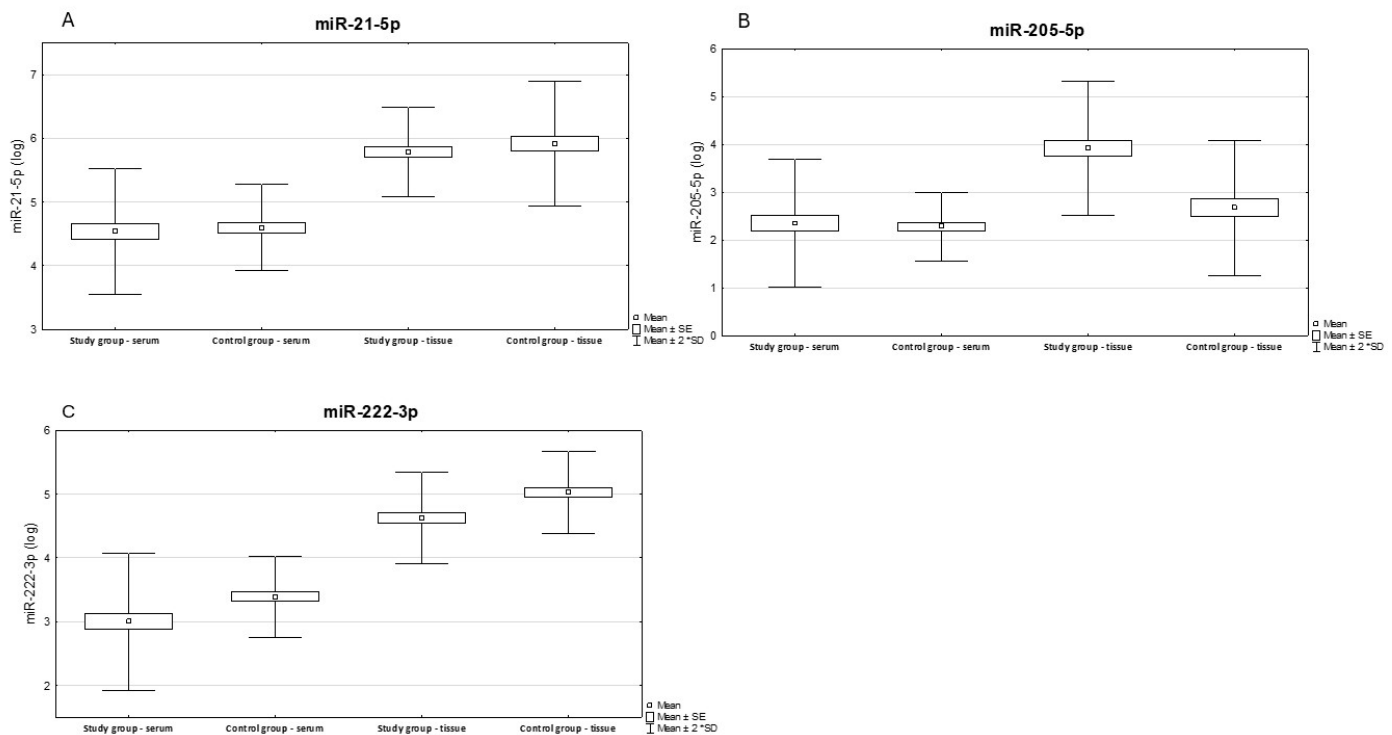 A
miR-21-5p
miR-21-5p (log)
7
6
5
4
3
Study group - serum
Control group - serum
Study group - tissue
Control group - tissue
Mean
Mean ± SE
Mean ± 2 *SD
B
miR-205-5p
miR-205-5p (log)
6
5
4
3
2
1
0
Study group - serum
Control group - serum
Study group - tissue
Control group - tissue
Mean
Mean ± SE
Mean ± 2 *SD
C
miR-222-3p
miR-222-3p (log)
6
5
4
3
2
Study group - serum
Control group - serum
Study group - tissue
Control group - tissue
Mean
Mean ± SE
Mean ± 2 *SD